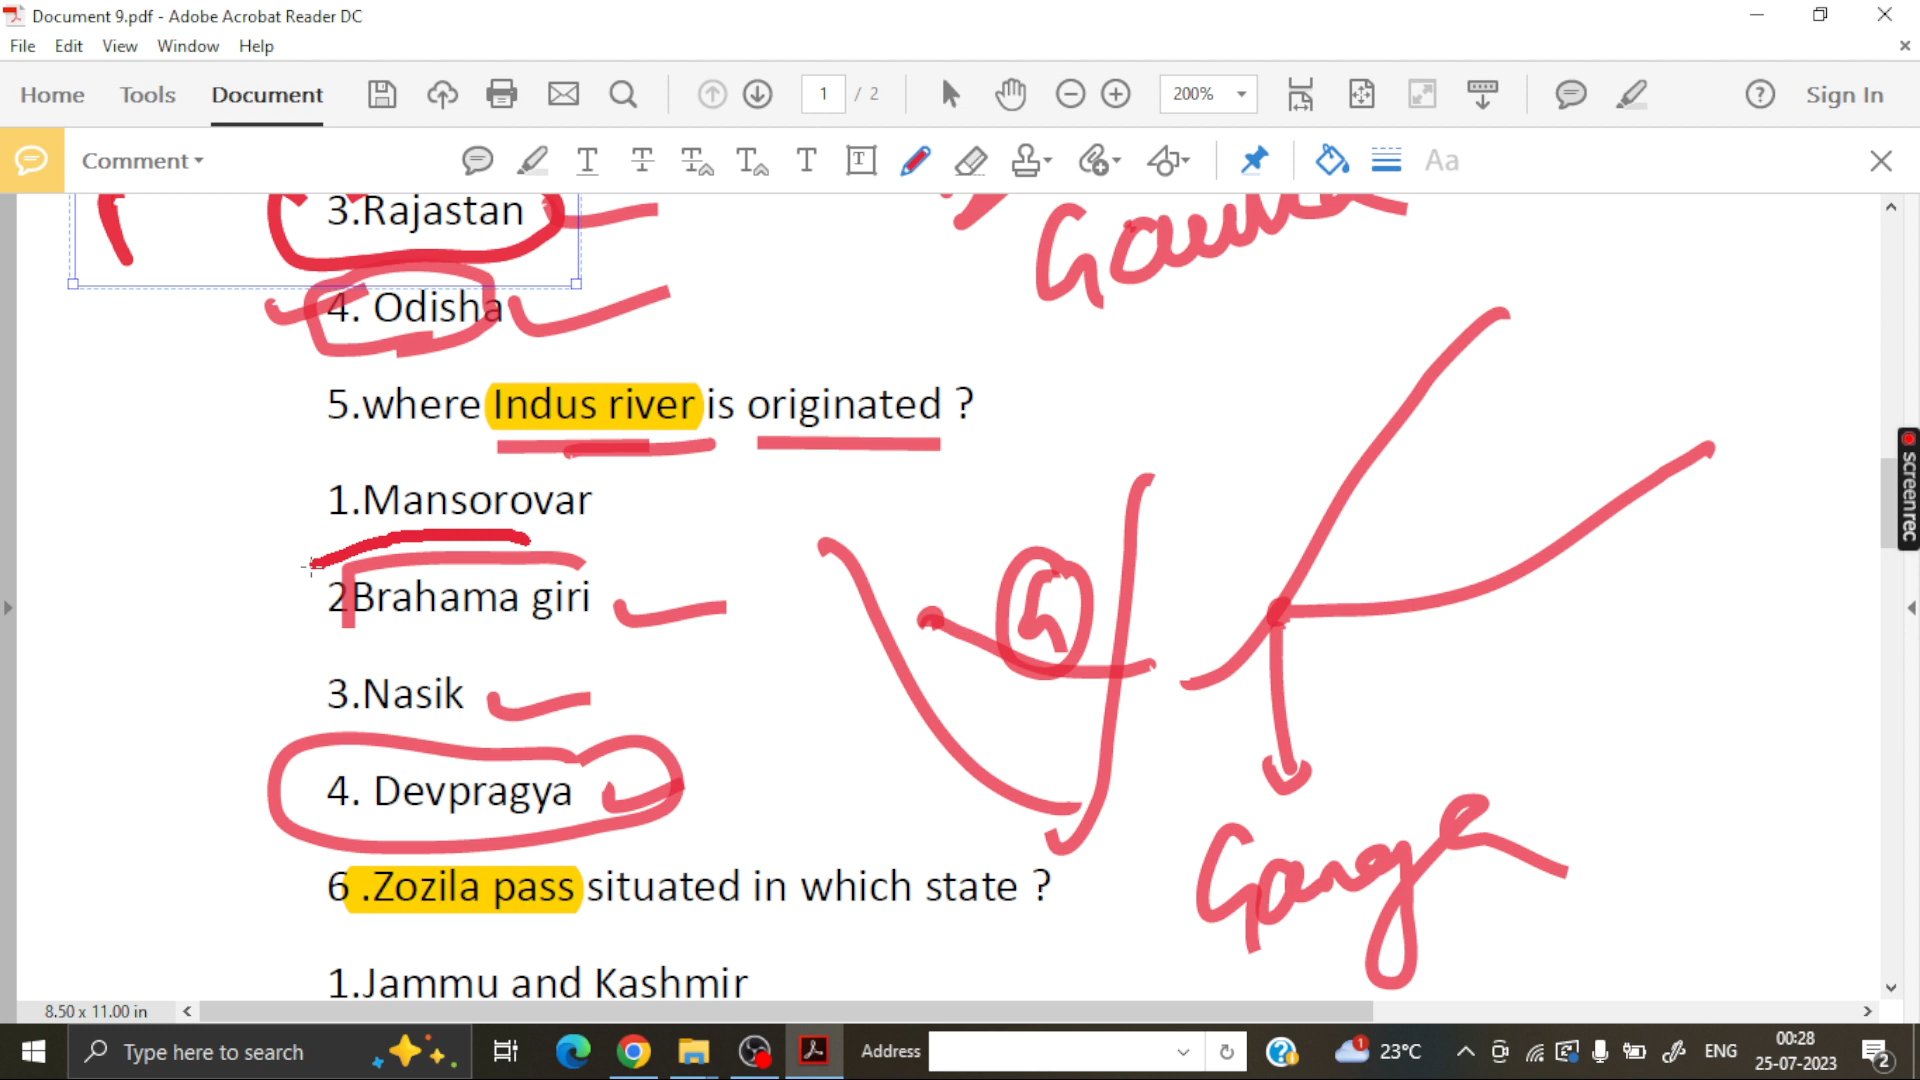 Document 9.pdf - Adobe Acrobat Reader DC
File Edit View Window Help
Home Tools Document 1 / 2 200% Sign In
Comment Aa
3.Rajastan
4. Odisha
5.where Indus river is originated ?
1.Mansorovar
2Brahama giri
G
3.Nasik
4. Devpragya
Ganga
6 .Zozila pass situated in which state ?
1.Jammu and Kashmir
screenrec
8.50 x 11.00 in
Type here to search Address 23°C ENG 00:28
25-07-2023
2